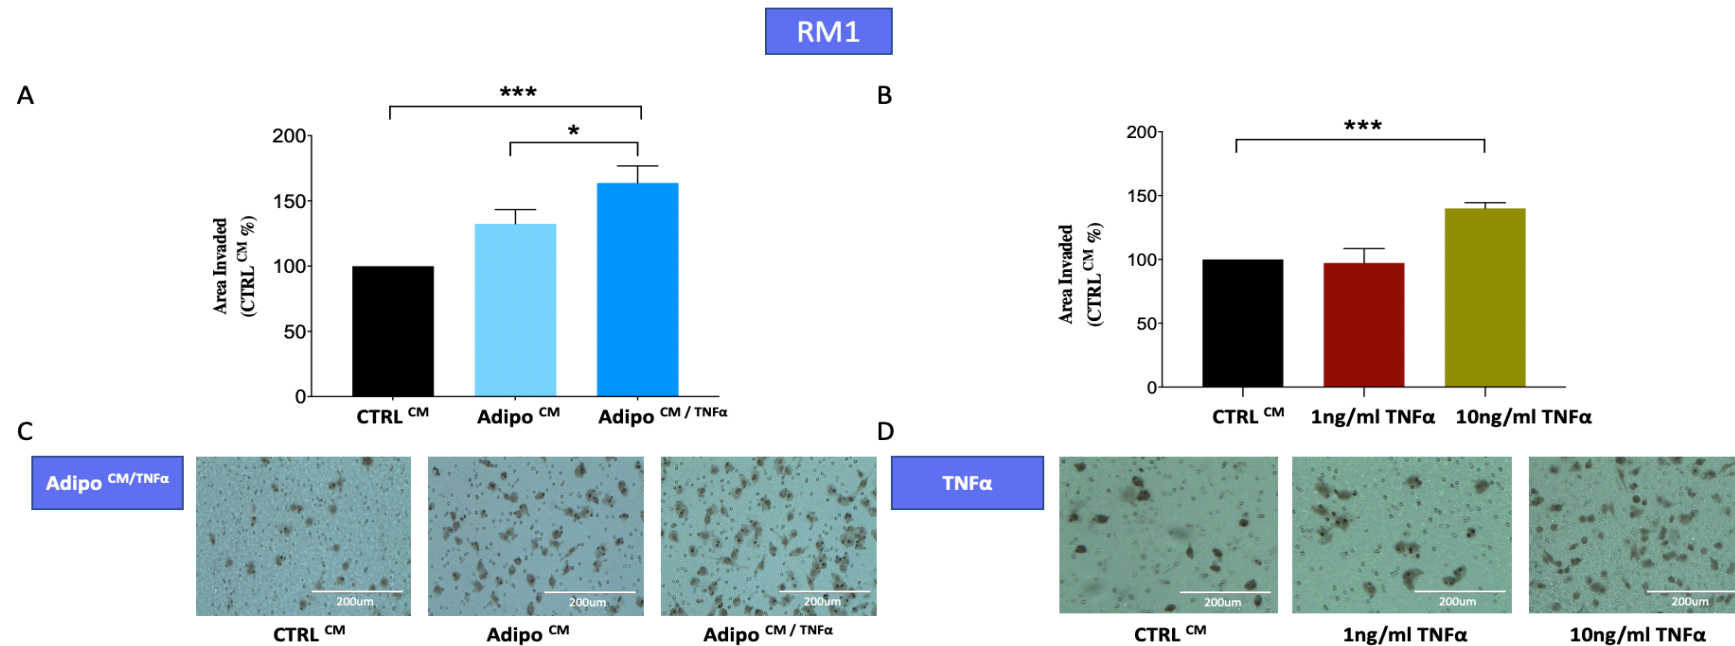 RM1
A
***
*
200
150
100
50
0
Area Invaded
(CTRL CM %)
CTRL CM
Adipo CM
Adipo CM / TNFα
B
***
200
150
100
50
0
Area Invaded
(CTRL CM %)
CTRL CM
1ng/ml TNFα
10ng/ml TNFα
C
Adipo CM/TNFα
200um
200um
200um
CTRL CM
Adipo CM
Adipo CM / TNFα
D
TNFα
200um
200um
200um
CTRL CM
1ng/ml TNFα
10ng/ml TNFα